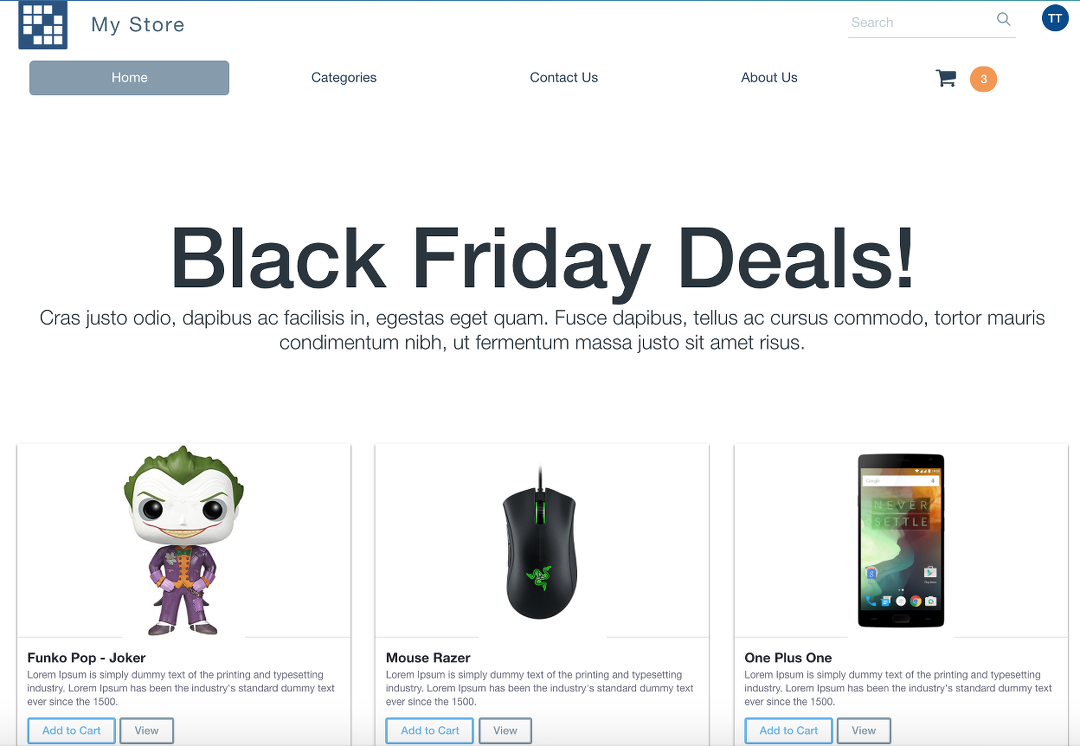 My Store
Search
TT
Home
Categories
Contact Us
About Us
3
Black Friday Deals!
Cras justo odio, dapibus ac facilisis in, egestas eget quam. Fusce dapibus, tellus ac cursus commodo, tortor mauris
condimentum nibh, ut fermentum massa justo sit amet risus.
NEVER
SETTLE
Funko Pop - Joker
Lorem Ipsum is simply dummy text of the printing and typesetting
industry. Lorem Ipsum has been the industry's standard dummy text
ever since the 1500.
Add to Cart
View
Mouse Razer
Lorem Ipsum is simply dummy text of the printing and typesetting
industry. Lorem Ipsum has been the industry's standard dummy text
ever since the 1500.
Add to Cart
View
One Plus One
Lorem Ipsum is simply dummy text of the printing and typesetting
industry. Lorem Ipsum has been the industry's standard dummy text
ever since the 1500.
Add to Cart
View